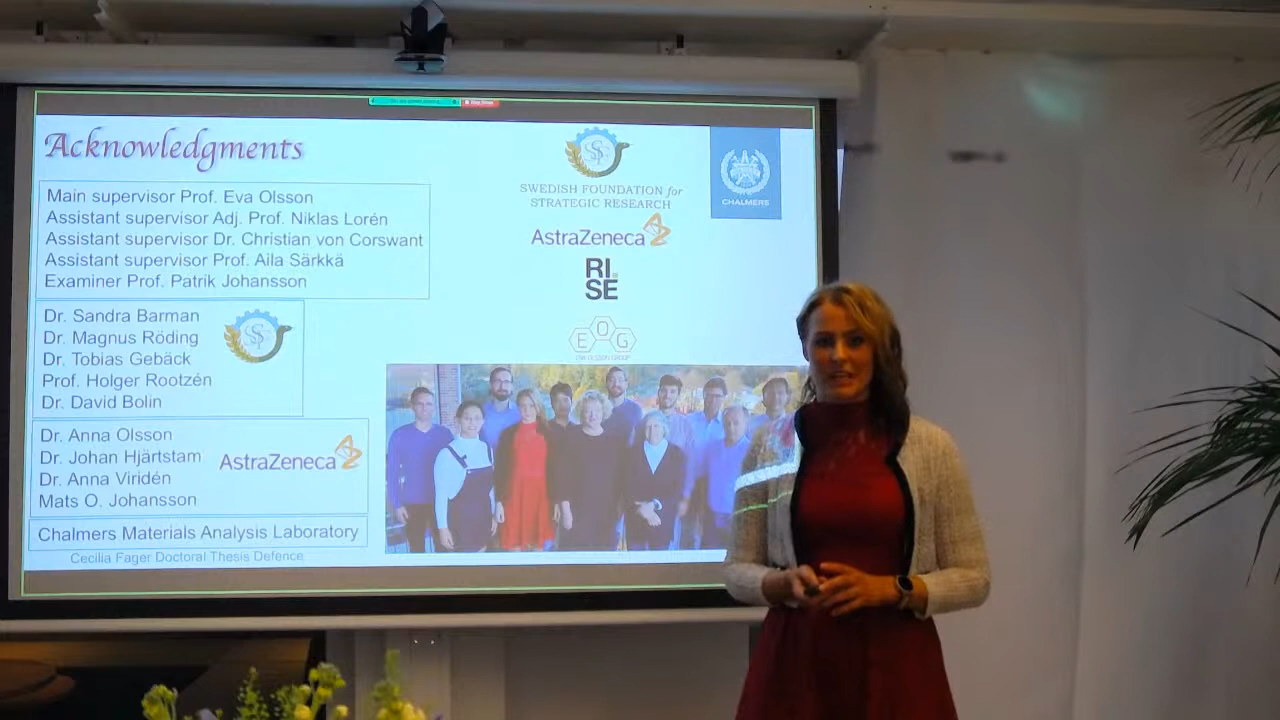 Acknowledgments
Main supervisor Prof. Eva Olsson
Assistant supervisor Adj. Prof. Niklas Lorén
Assistant supervisor Dr. Christian von Corswant
Assistant supervisor Prof. Aila Särkkä
Examiner Prof. Patrik Johansson
Dr. Sandra Barman
Dr. Magnus Röding
Dr. Tobias Gebäck
Prof. Holger Rootzén
Dr. David Bolin
Dr. Anna Olsson
Dr. Johan Hjärtstam
Dr. Anna Viridén
Mats O. Johansson
AstraZeneca
Chalmers Materials Analysis Laboratory
Cecilia Fager Doctoral Thesis Defence
SWEDISH FOUNDATION for
STRATEGIC RESEARCH
CHALMERS
AstraZeneca
RI.
SE
EOG